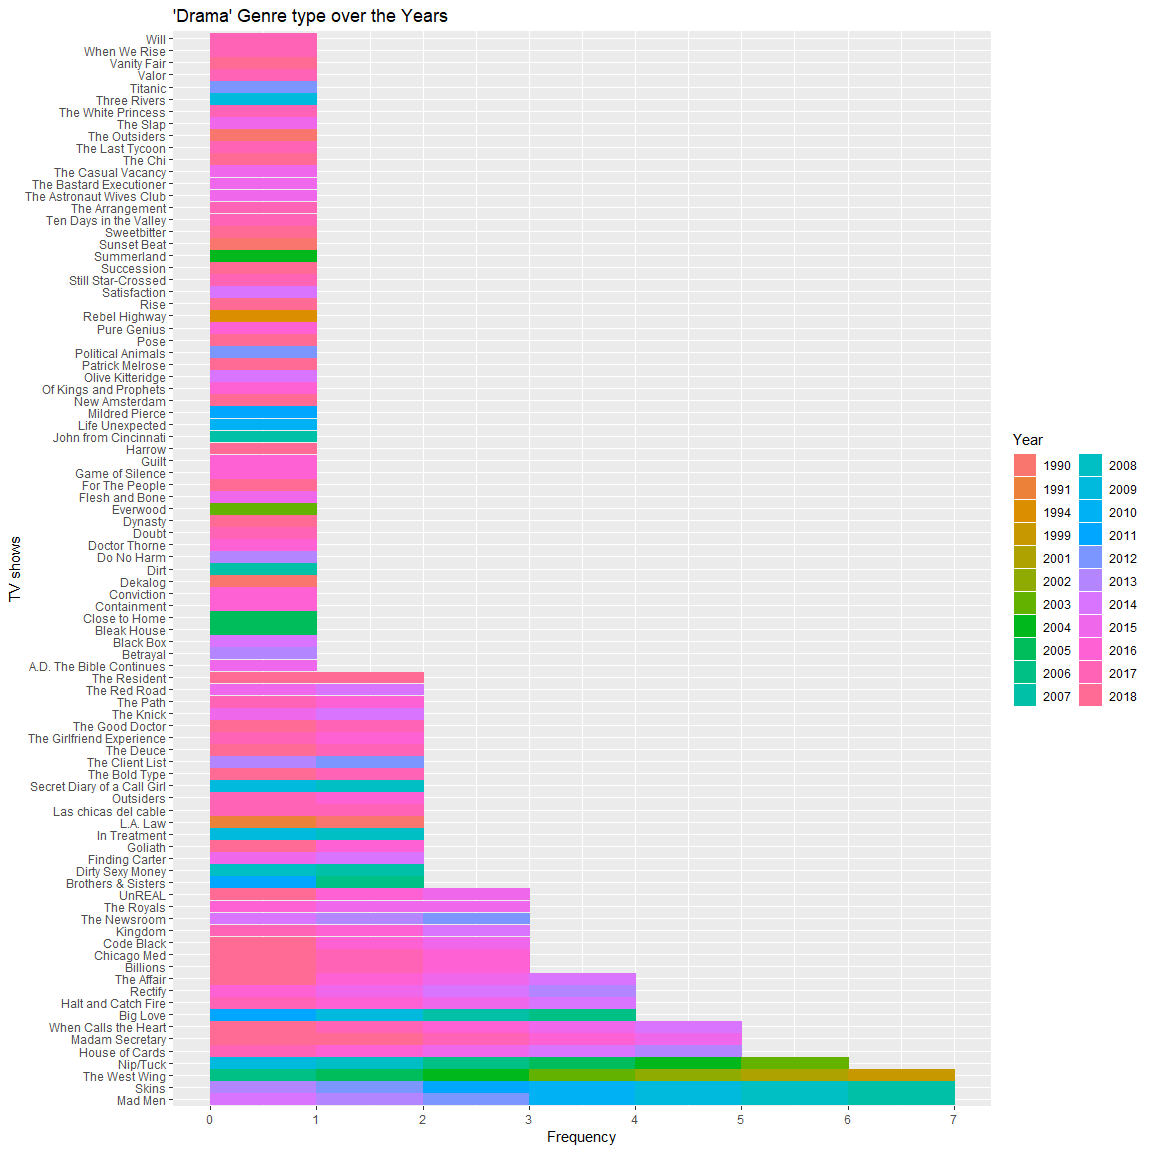 'Drama' Genre type over the Years
Will
When We Rise
Vanity Fair
Valor
Titanic
Three Rivers
The White Princess
The Slap
The Outsiders
The Last Tycoon
The Chi
The Casual Vacancy
The Bastard Executioner
The Astronaut Wives Club
The Arrangement
Ten Days in the Valley
Sweetbitter
Sunset Beat
Summerland
Succession
Still Star-Crossed
Satisfaction
Rise
Rebel Highway
Pure Genius
Pose
Political Animals
Patrick Melrose
Olive Kitteridge
Of Kings and Prophets
New Amsterdam
Mildred Pierce
Life Unexpected
John from Cincinnati
Harrow
Guilt
Game of Silence
For The People
Flesh and Bone
Everwood
Dynasty
Doubt
Doctor Thorne
Do No Harm
Dirt
Dekalog
Conviction
Containment
Close to Home
Bleak House
Black Box
Betrayal
A.D. The Bible Continues
The Resident
The Red Road
The Path
The Knick
The Good Doctor
The Girlfriend Experience
The Deuce
The Client List
The Bold Type
Secret Diary of a Call Girl
Outsiders
Las chicas del cable
L.A. Law
In Treatment
Goliath
Finding Carter
Dirty Sexy Money
Brothers & Sisters
UnREAL
The Royals
The Newsroom
Kingdom
Code Black
Chicago Med
Billions
The Affair
Rectify
Halt and Catch Fire
Big Love
When Calls the Heart
Madam Secretary
House of Cards
Nip/Tuck
The West Wing
Skins
Mad Men
0 1 2 3 4 5 6 7
Frequency
TV shows
Year
1990 2008
1991 2009
1994 2010
1999 2011
2001 2012
2002 2013
2003 2014
2004 2015
2005 2016
2006 2017
2007 2018